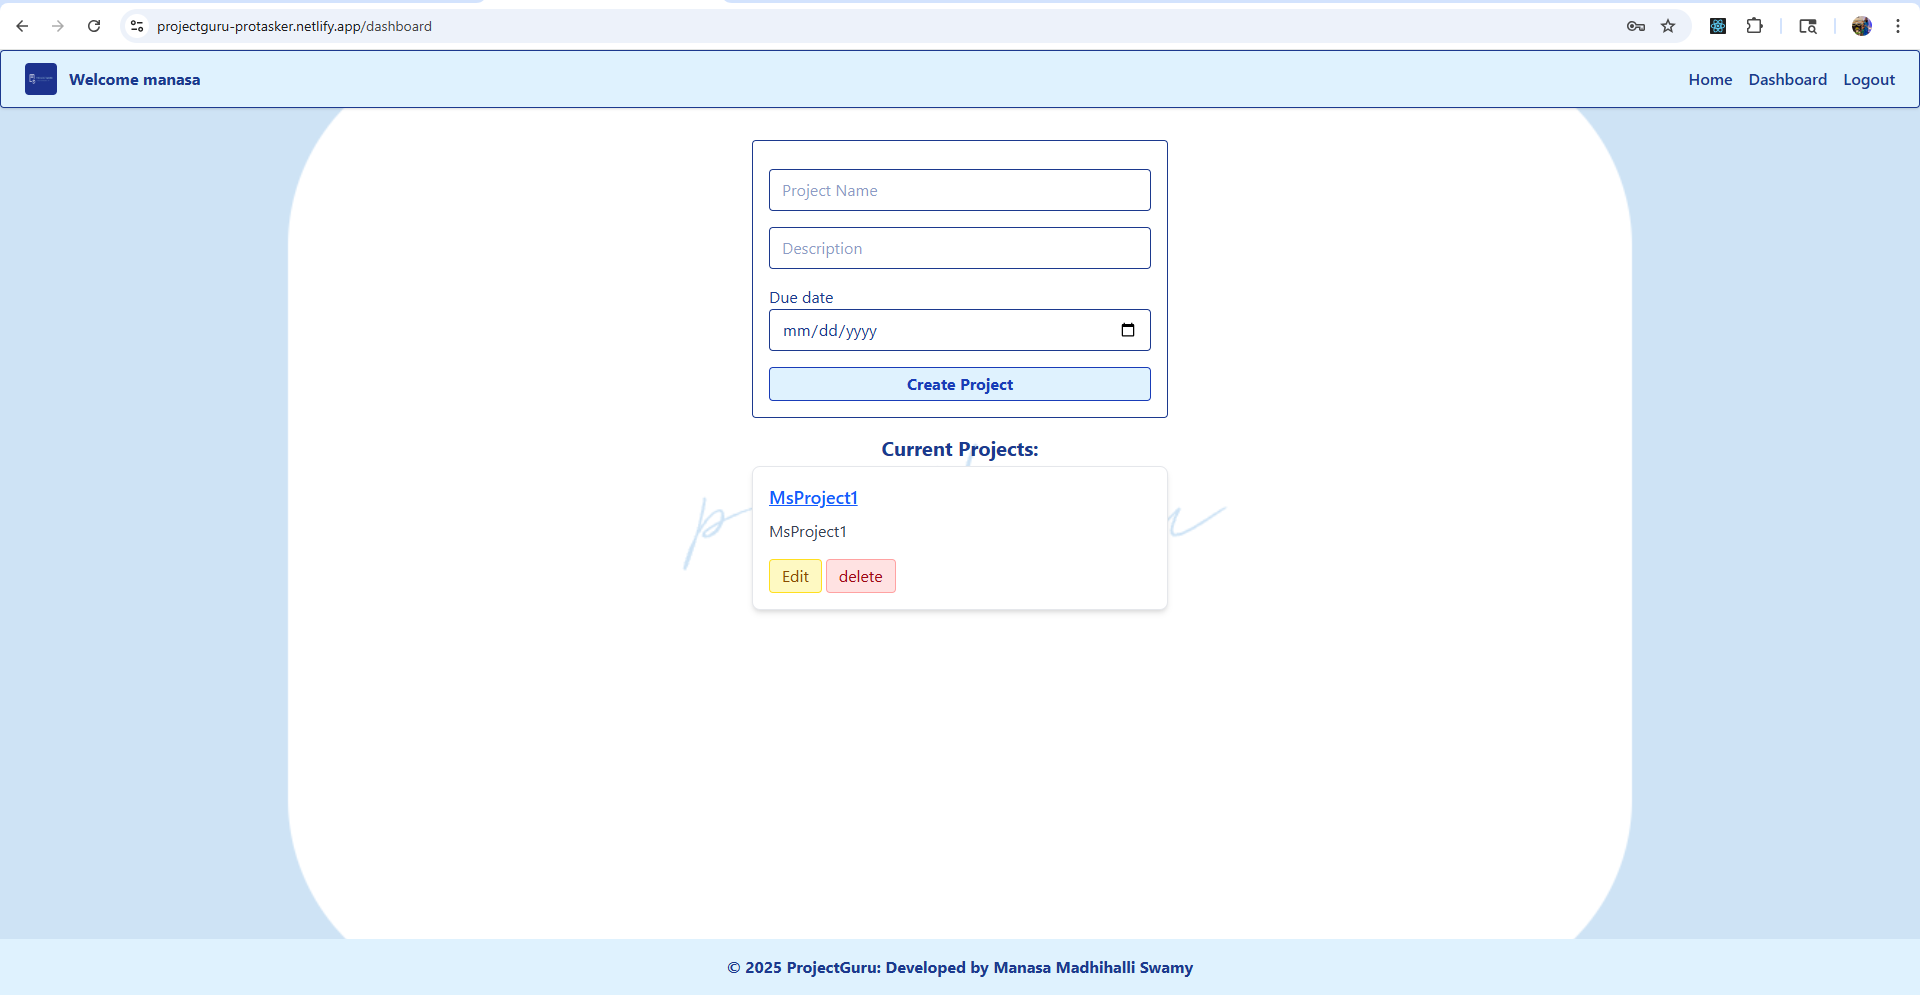 projectguru-protasker.netlify.app/dashboard
Welcome manasa
Home Dashboard Logout
Project Name
Description
Due date
mm/dd/yyyy
Create Project
Current Projects:
MsProject1
MsProject1
Edit delete
© 2025 ProjectGuru: Developed by Manasa Madhihalli Swamy